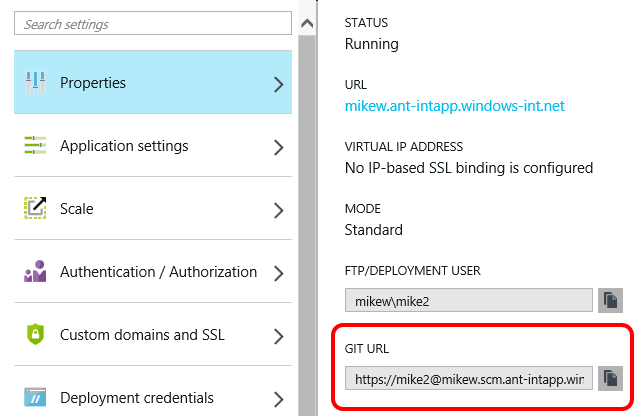 Search settings
Properties
Application settings
Scale
Authentication / Authorization
Custom domains and SSL
Deployment credentials
STATUS
Running
URL
mikew.ant-intapp.windows-int.net
VIRTUAL IP ADDRESS
No IP-based SSL binding is configured
MODE
Standard
FTP/DEPLOYMENT USER
mikew\mike2
GIT URL
https://mike2@mikew.scm.ant-intapp.win